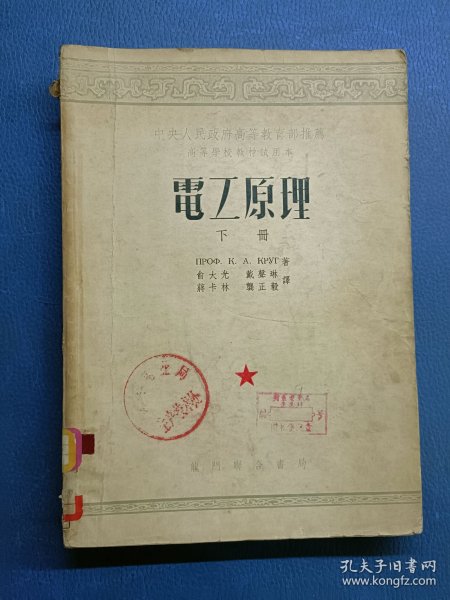 中央人民政府高等教育部推薦
高等學校教材試用本
電工原理
下冊
ПРОФ. К. А. КРУГ 著
俞大光 戴聲琳
蔣卡林 龔正毅 譯
龍門聯合書局
孔夫子旧书网
www.kongfz.com